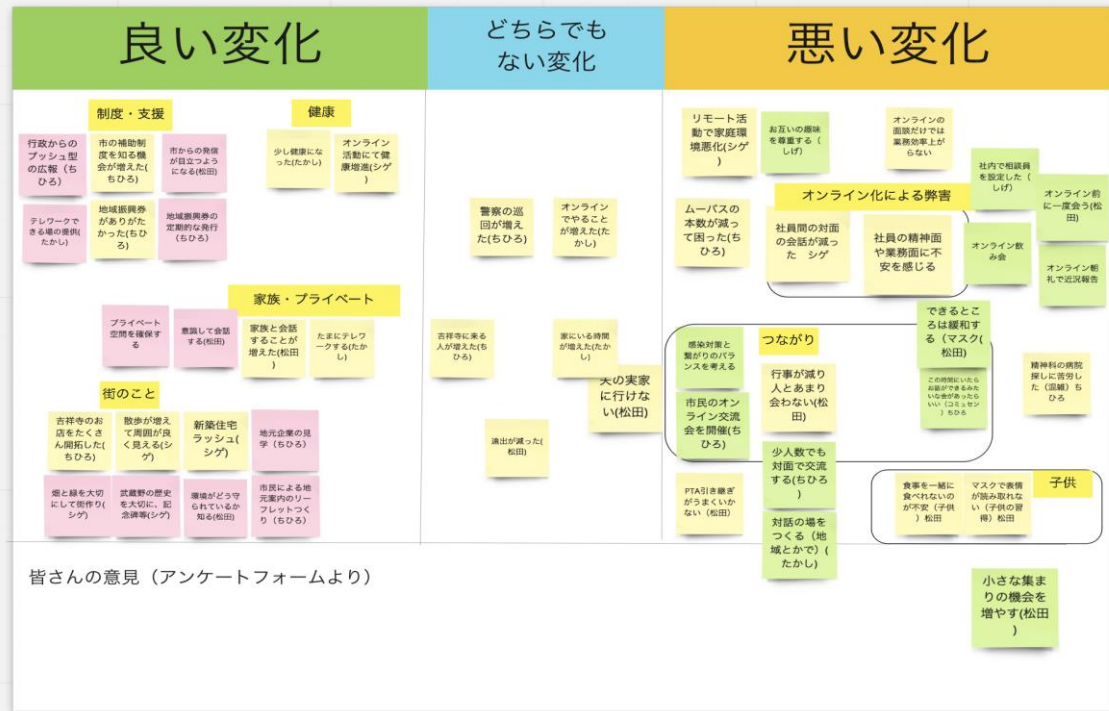 良い変化
どちらでも
ない変化
悪い変化
制度・支援
行政からの
プッシュ型
の広報(ち
ひろ)
市の補助制
度を知る機
会が増えた(
ちひろ)
市からの発信
が目立つよう
になる(松田)
テレワークで
きる場の提供(
たかし)
地域振興券
がありがた
かった(ちひ
ろ)
地域振興券の
定期的な発行
(ちひろ)
健康
少し健康にな
った(たかし)
オンライン
活動にて健
康増進(シ
ゲ)
家族・プライベート
プライベート
空間を確保す
る
意識して会話
する(松田)
家族と会話
することが
増えた(松田
)
たまにテレワ
ークする(たか
し)
街のこと
吉祥寺のお
店をたくさ
ん開拓した(
ちひろ)
散歩が増え
て周囲が良
く見える(シ
ゲ)
新築住宅
ラッシュ(
シゲ)
地元企業の見
学(ちひろ)
畑と緑を大切
にして街作り(
シゲ)
武蔵野の歴史
を大切に、記
念碑等(シゲ)
環境がどう守
られているか
知る(松田)
市民による地
元案内のリー
フレットつく
り(ちひろ)
警察の巡
回が増え
た(ちひろ)
オンライン
でやること
が増えた(た
かし)
吉祥寺に来る
人が増えた(ち
ひろ)
家にいる時間
が増えた(たか
し)
夫の実家
に行けな
い(松田)
遠出が減った(
松田)
リモート活
動で家庭環
境悪化(シ
ゲ)
お互いの趣味
を尊重する(
しげ)
オンラインの
面談だけでは
業務効率上が
らない
オンライン化による弊害
社内で相談員
を設定した(
しげ)
オンライン前
に一度会う(松
田)
ムーバスの
本数が減っ
て困った(ち
ひろ)
社員間の対面
の会話が減っ
た シゲ
社員の精神面
や業務面に不
安を感じる
オンライン飲
み会
オンライン朝
礼で近況報告
つながり
感染対策と
繋がりのバラ
ンスを考える
行事が減り
人とあまり
会わない(松
田)
できるとこ
ろは緩和す
る(マスク(
松田)
この時間にいたら
お話ができるみた
いな会があったら
いい(コミュセン
)ちひろ
精神科の病院
探しに苦労し
た(混雑)ち
ひろ
市民のオン
ライン交流
会を開催(ち
ひろ)
少人数でも
対面で交流
する(ちひろ
)
PTA引き継ぎ
がうまくいか
ない(松田)
対話の場を
つくる(地
域とかで)(
たかし)
子供
食事を一緒に
食べれないの
が不安(子供
)松田
マスクで表情
が読み取れな
い(子供の習
得)松田
小さな集ま
りの機会を
増やす(松田
)
皆さんの意見(アンケートフォームより)